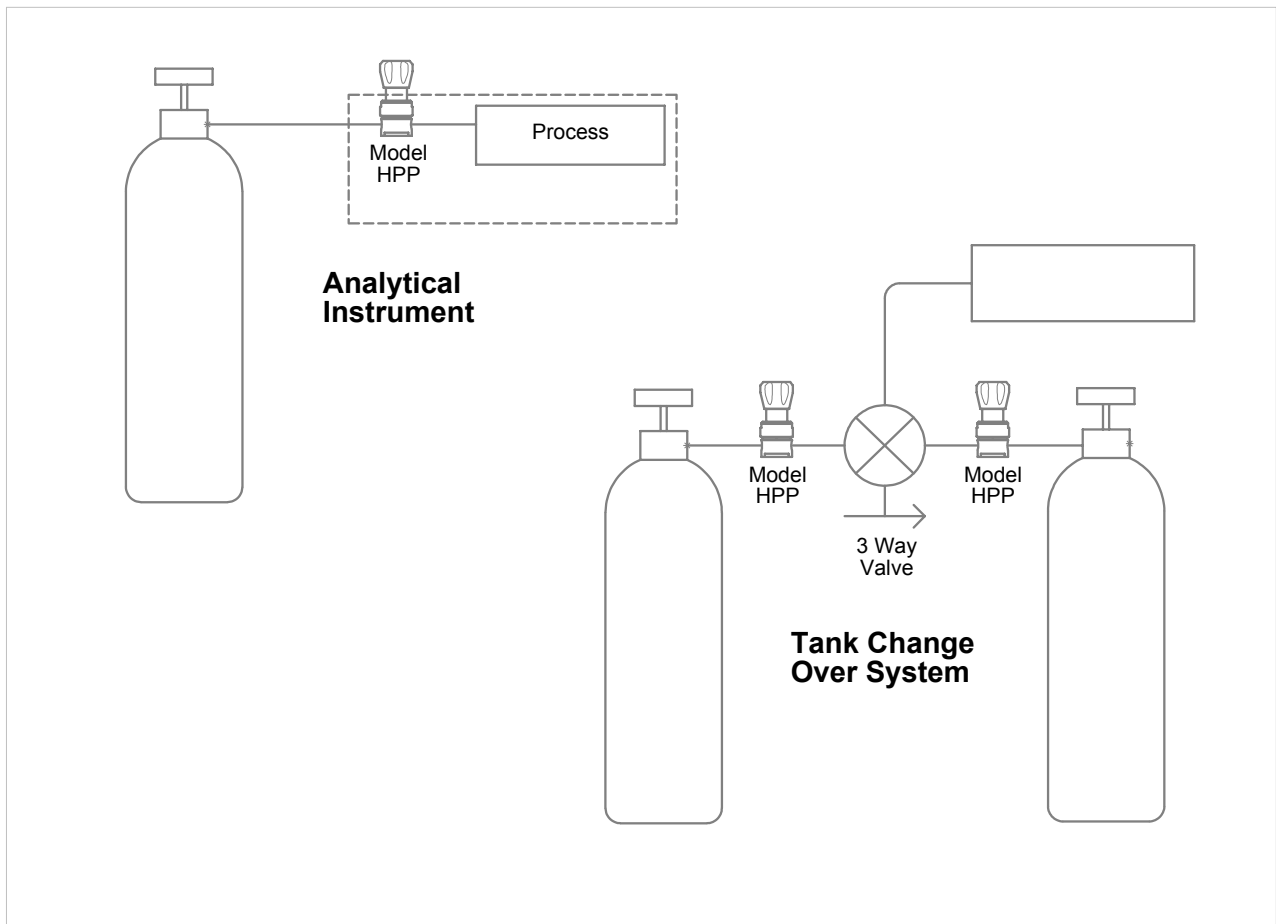 Process
Model
HPP
Analytical
Instrument
Model
HPP
Model
HPP
3 Way
Valve
Tank Change
Over System